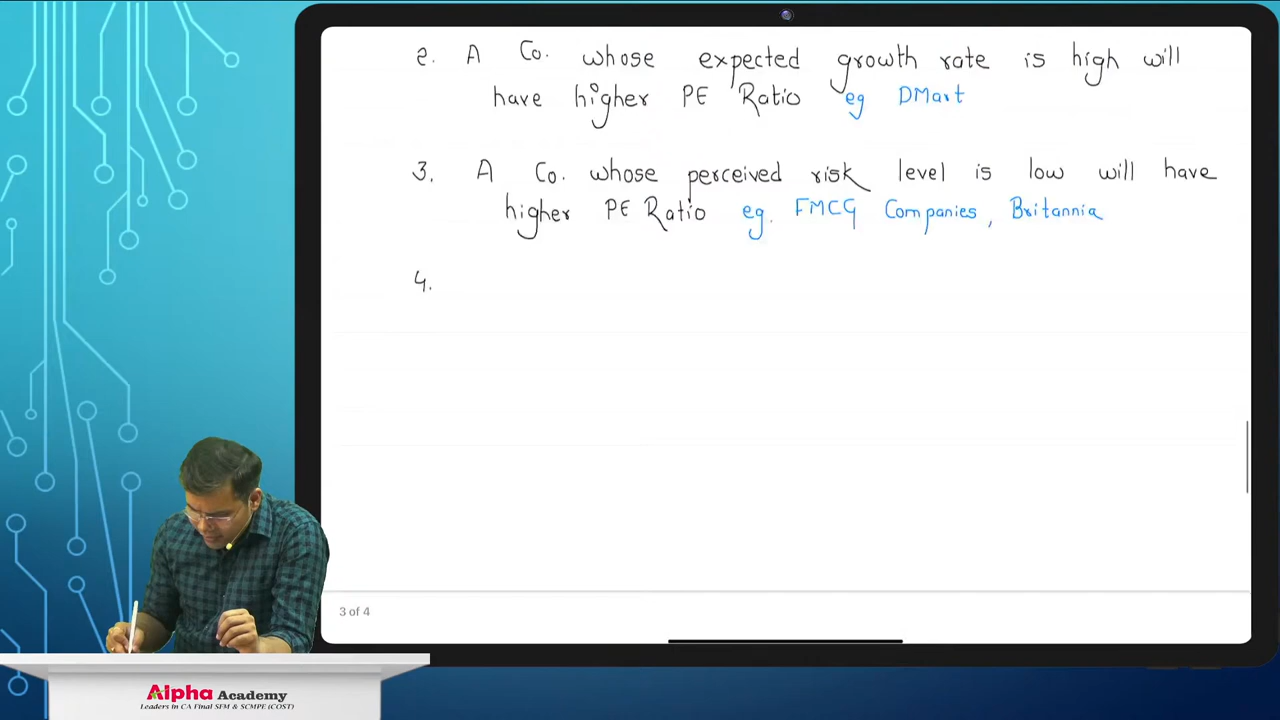 2. A Co. whose expected growth rate is high will
have higher PE Ratio eg DMart
3. A Co. whose perceived risk level is low will have
higher PE Ratio eg. FMCG Companies, Britannia
4.
3 of 4
Alpha Academy
Leaders in CA Final SFM & SCMPE (COST)